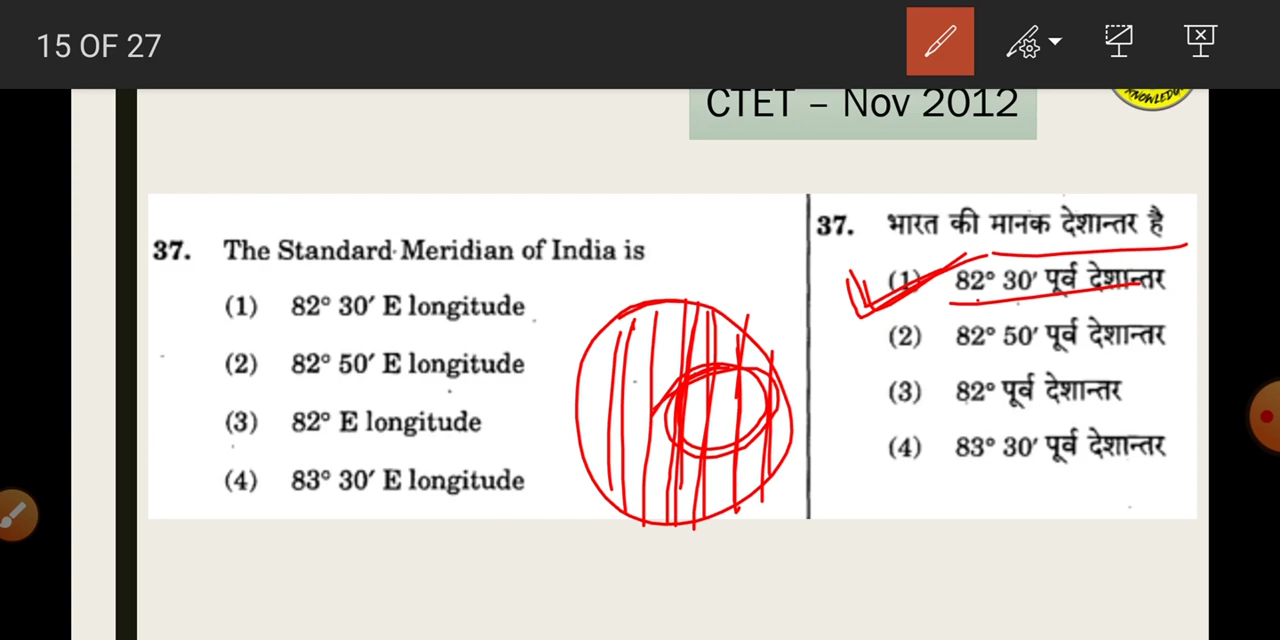 15 OF 27
CTET – Nov 2012
KNOWLEDGE
37. The Standard Meridian of India is
(1) 82° 30′ E longitude
(2) 82° 50′ E longitude
(3) 82° E longitude
(4) 83° 30′ E longitude
37. भारत की मानक देशान्तर है
(1) 82° 30′ पूर्व देशान्तर
(2) 82° 50′ पूर्व देशान्तर
(3) 82° पूर्व देशान्तर
(4) 83° 30′ पूर्व देशान्तर